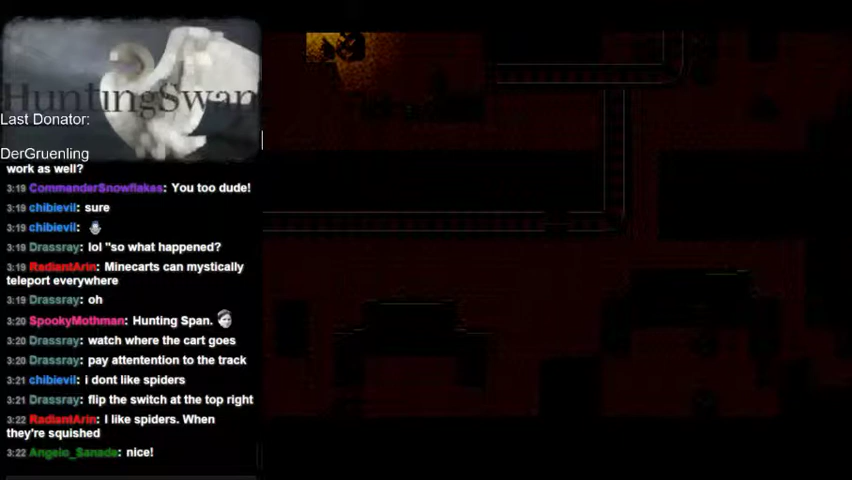 HuntingSwan
Last Donator:
DerGruenling
work as well?
3:19 CommanderSnowflakes: You too dude!
3:19 chibievil: sure
3:19 chibievil:
3:19 Drassray: lol "so what happened?
3:19 RadiantArin: Minecarts can mystically
teleport everywhere
3:19 Drassray: oh
3:20 SpookyMothman: Hunting Span.
3:20 Drassray: watch where the cart goes
3:20 Drassray: pay attentention to the track
3:21 chibievil: i dont like spiders
3:21 Drassray: flip the switch at the top right
3:22 RadiantArin: I like spiders. When
they're squished
3:22 Angelo_Sanade: nice!